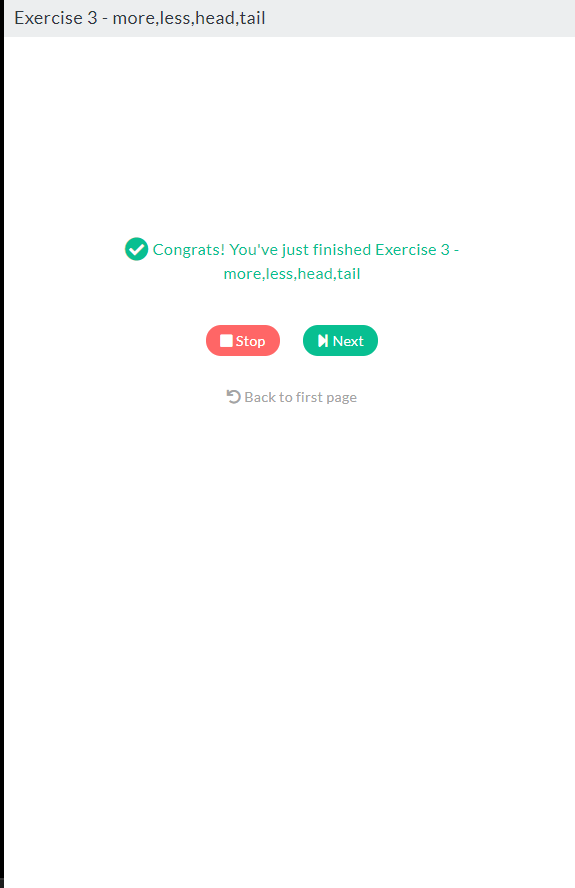 Exercise 3 - more,less,head,tail
Congrats! You've just finished Exercise 3 -
more,less,head,tail
Stop
Next
Back to first page